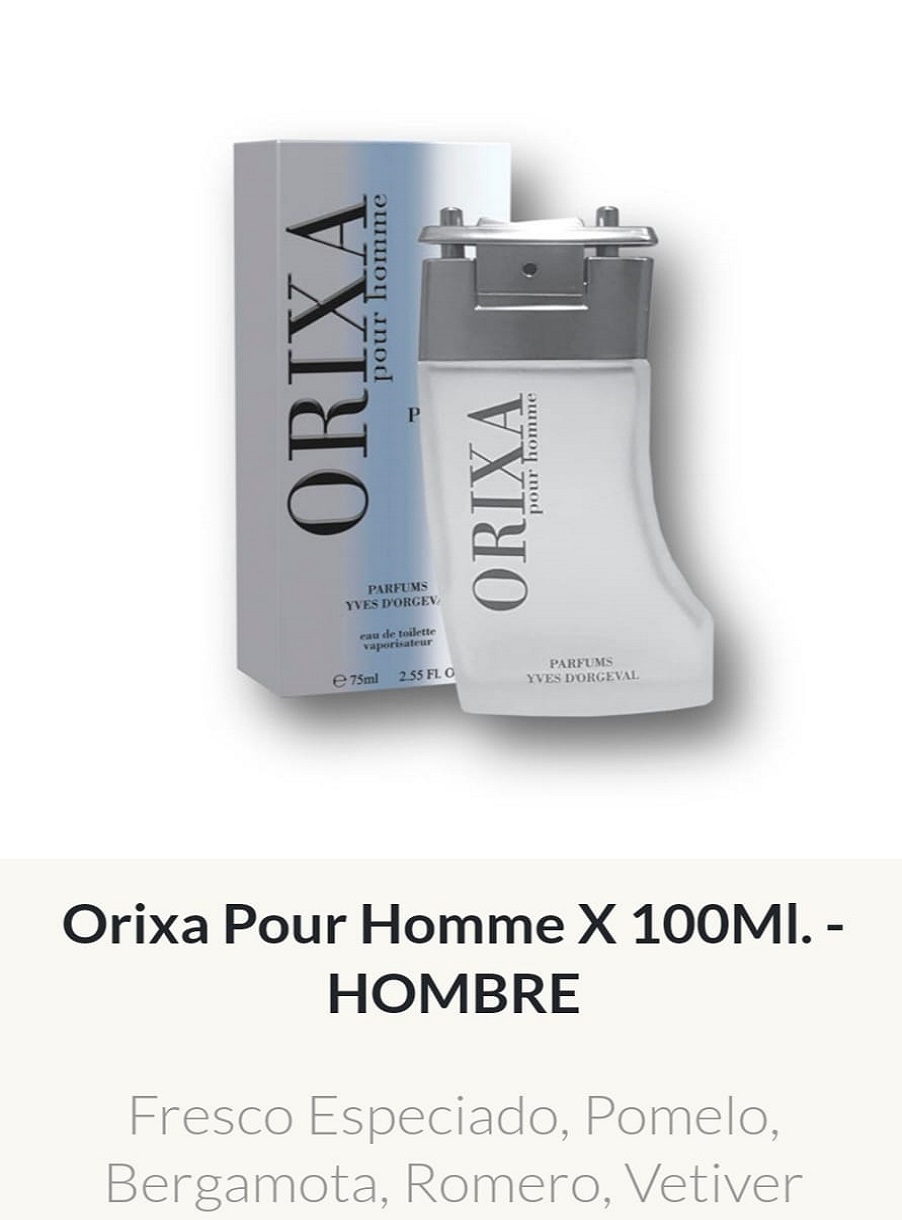 ORIXA
pour homme
P
PARFUMS
YVES D'ORGEV
eau de toilette
vaporisateur
℮ 75ml 2.55 FL O
ORIXA
pour homme
PARFUMS
YVES D'ORGEVAL
Orixa Pour Homme X 100Ml. -
HOMBRE
Fresco Especiado, Pomelo,
Bergamota, Romero, Vetiver